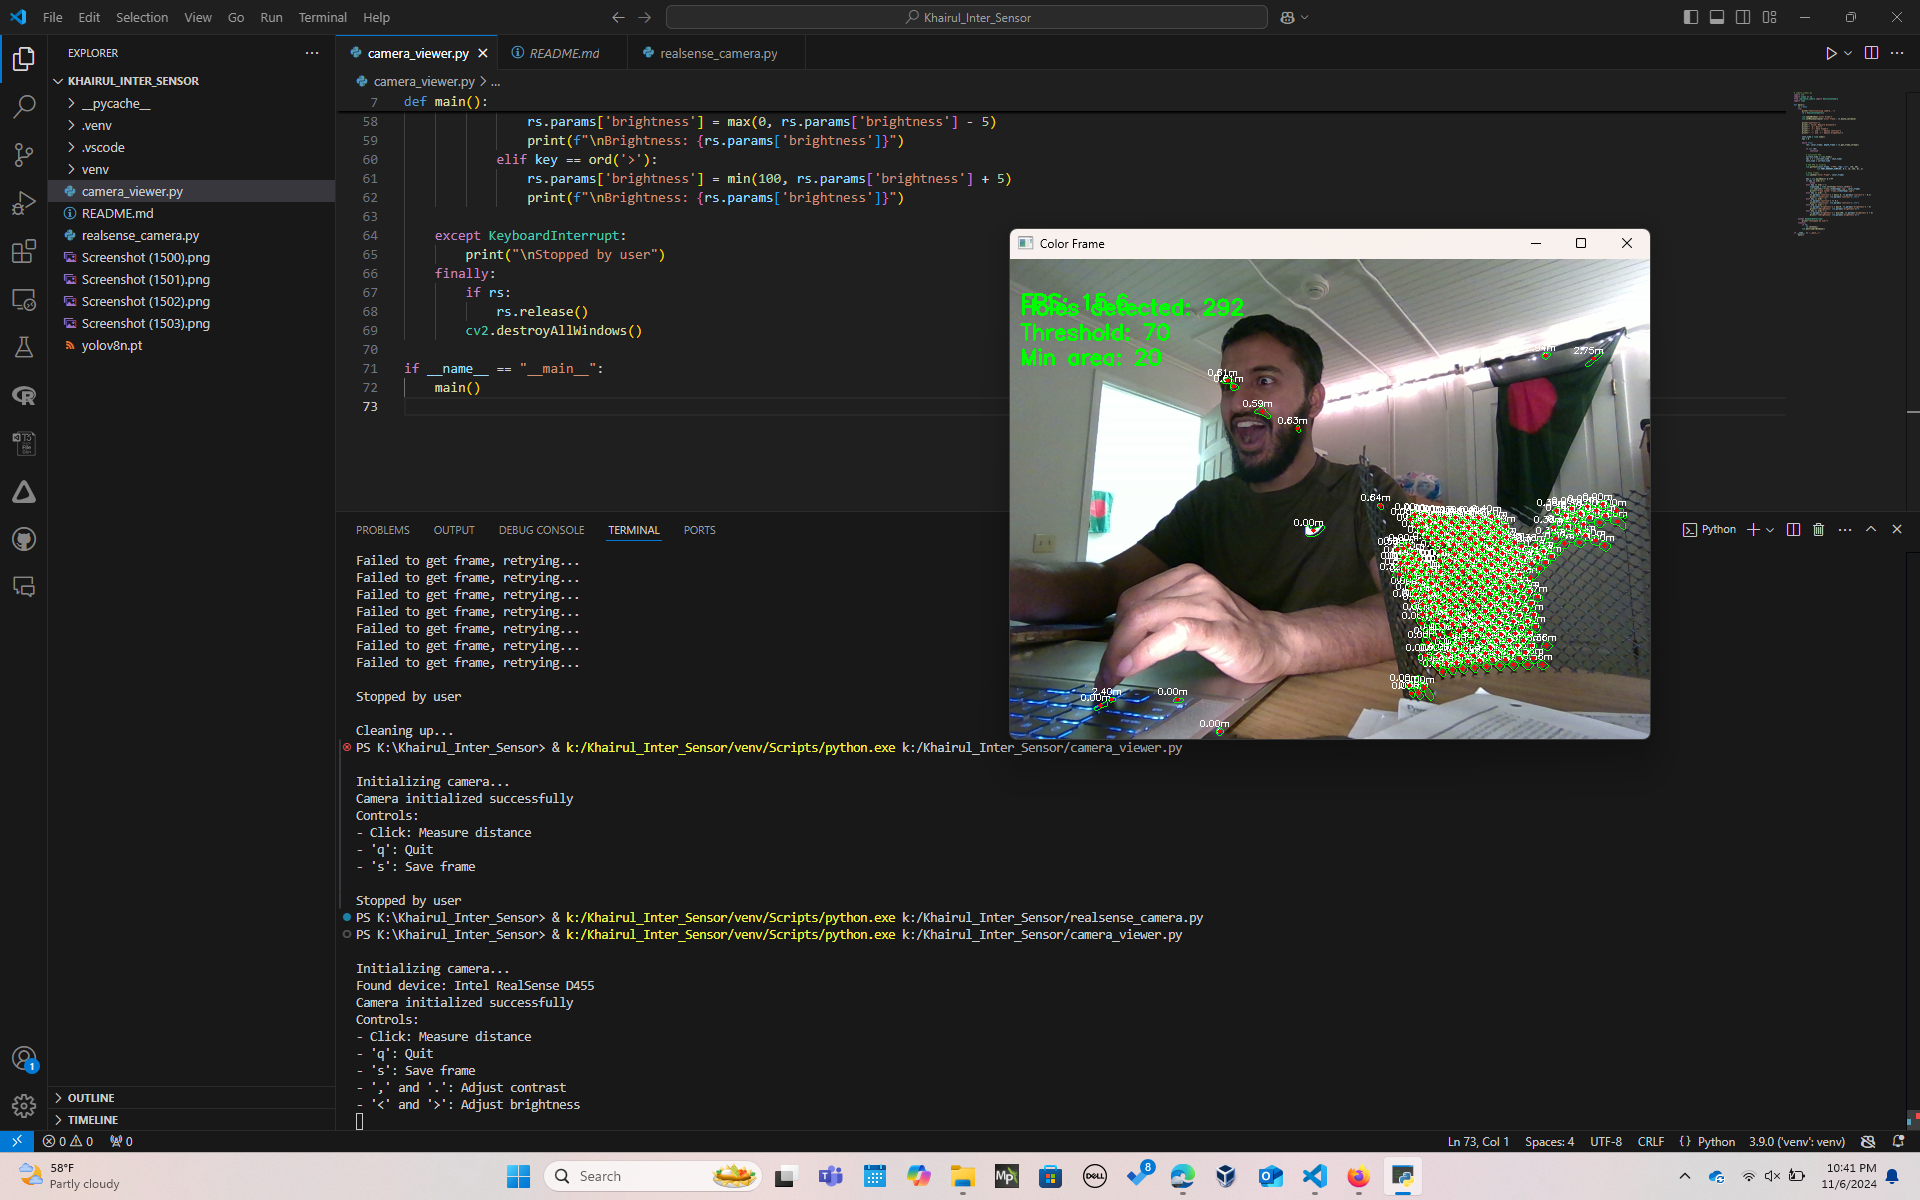 File Edit Selection View Go Run Terminal Help
Khairul_Inter_Sensor
EXPLORER
KHAIRUL_INTER_SENSOR
__pycache__
.venv
.vscode
venv
camera_viewer.py
README.md
realsense_camera.py
Screenshot (1500).png
Screenshot (1501).png
Screenshot (1502).png
Screenshot (1503).png
yolov8n.pt
OUTLINE
TIMELINE
camera_viewer.py README.md realsense_camera.py
camera_viewer.py > ...
7 def main():
58 rs.params['brightness'] = max(0, rs.params['brightness'] - 5)
59 print(f"\nBrightness: {rs.params['brightness']}")
60 elif key == ord('>'):
61 rs.params['brightness'] = min(100, rs.params['brightness'] + 5)
62 print(f"\nBrightness: {rs.params['brightness']}")
63
64 except KeyboardInterrupt:
65 print("\nStopped by user")
66 finally:
67 if rs:
68 rs.release()
69 cv2.destroyAllWindows()
70
71 if __name__ == "__main__":
72 main()
73
Color Frame
FPS: 15.6
Holes detected: 292
Threshold: 70
Min area: 20
2.75m
0.61m
0.59m
0.63m
0.64m
0.00m
2.40m
0.00m
0.00m
0.00m
PROBLEMS OUTPUT DEBUG CONSOLE TERMINAL PORTS
Python
Failed to get frame, retrying...
Failed to get frame, retrying...
Failed to get frame, retrying...
Failed to get frame, retrying...
Failed to get frame, retrying...
Failed to get frame, retrying...
Failed to get frame, retrying...
Stopped by user
Cleaning up...
PS K:\Khairul_Inter_Sensor> & k:/Khairul_Inter_Sensor/venv/Scripts/python.exe k:/Khairul_Inter_Sensor/camera_viewer.py
Initializing camera...
Camera initialized successfully
Controls:
- Click: Measure distance
- 'q': Quit
- 's': Save frame
Stopped by user
PS K:\Khairul_Inter_Sensor> & k:/Khairul_Inter_Sensor/venv/Scripts/python.exe k:/Khairul_Inter_Sensor/realsense_camera.py
PS K:\Khairul_Inter_Sensor> & k:/Khairul_Inter_Sensor/venv/Scripts/python.exe k:/Khairul_Inter_Sensor/camera_viewer.py
Initializing camera...
Found device: Intel RealSense D455
Camera initialized successfully
Controls:
- Click: Measure distance
- 'q': Quit
- 's': Save frame
- ',' and '.': Adjust contrast
- '<' and '>': Adjust brightness
1
0 0 0 Ln 73, Col 1 Spaces: 4 UTF-8 CRLF {} Python 3.9.0 ('venv': venv)
58°F
Partly cloudy
Search
Mp
DELL
8
10:41 PM
11/6/2024